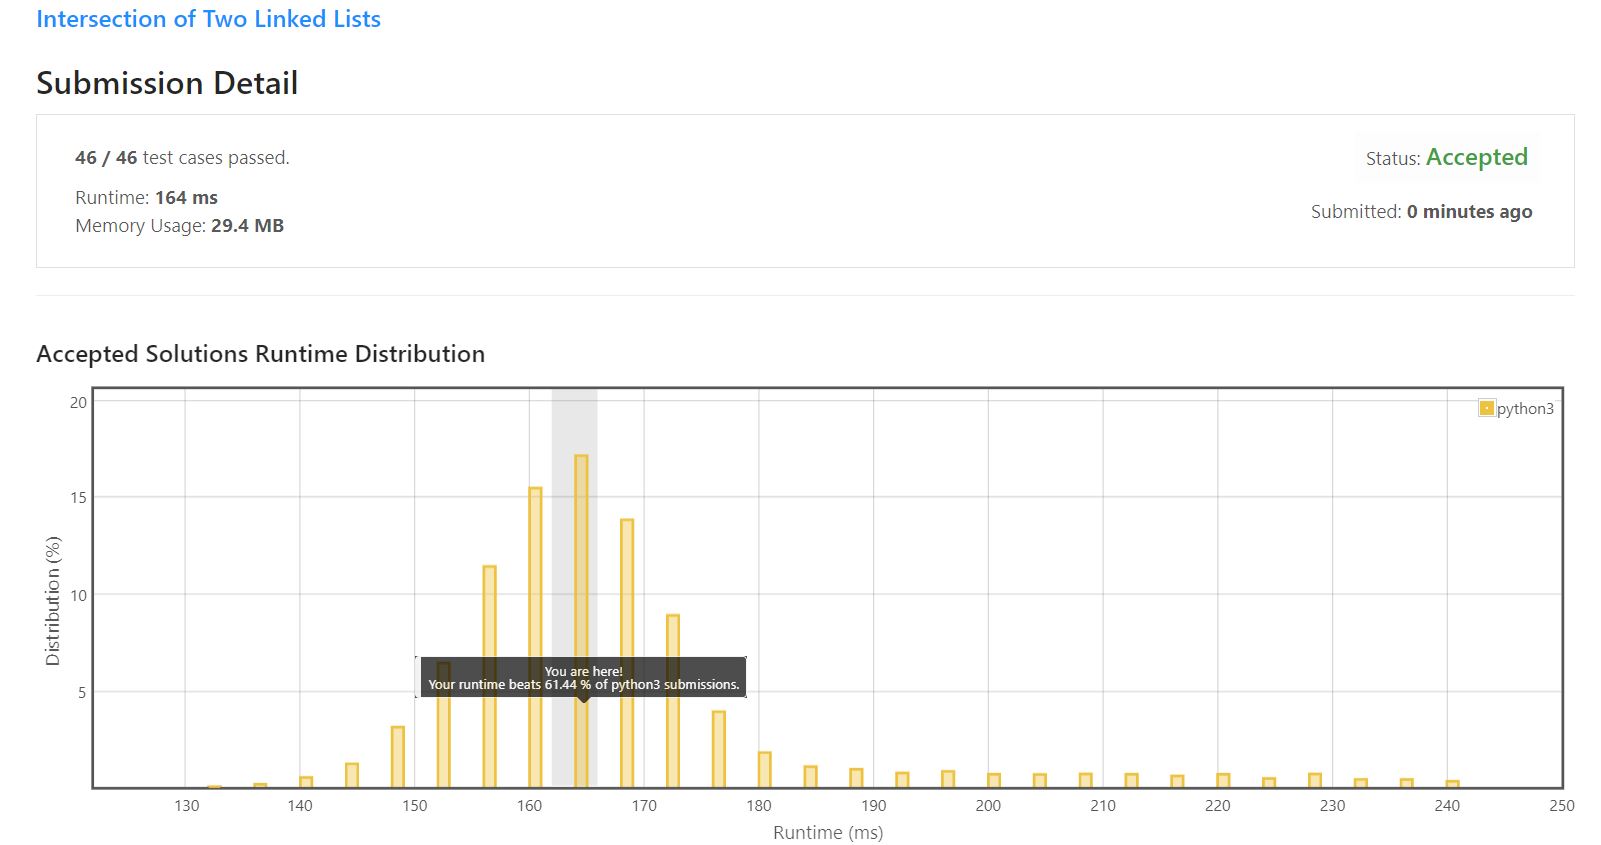 Intersection of Two Linked Lists
Submission Detail
46 / 46 test cases passed.
Status: Accepted
Runtime: 164 ms
Submitted: 0 minutes ago
Memory Usage: 29.4 MB
Accepted Solutions Runtime Distribution
python3
20
15
10
5
Distribution (%)
You are here!
Your runtime beats 61.44 % of python3 submissions.
130 140 150 160 170 180 190 200 210 220 230 240 250
Runtime (ms)